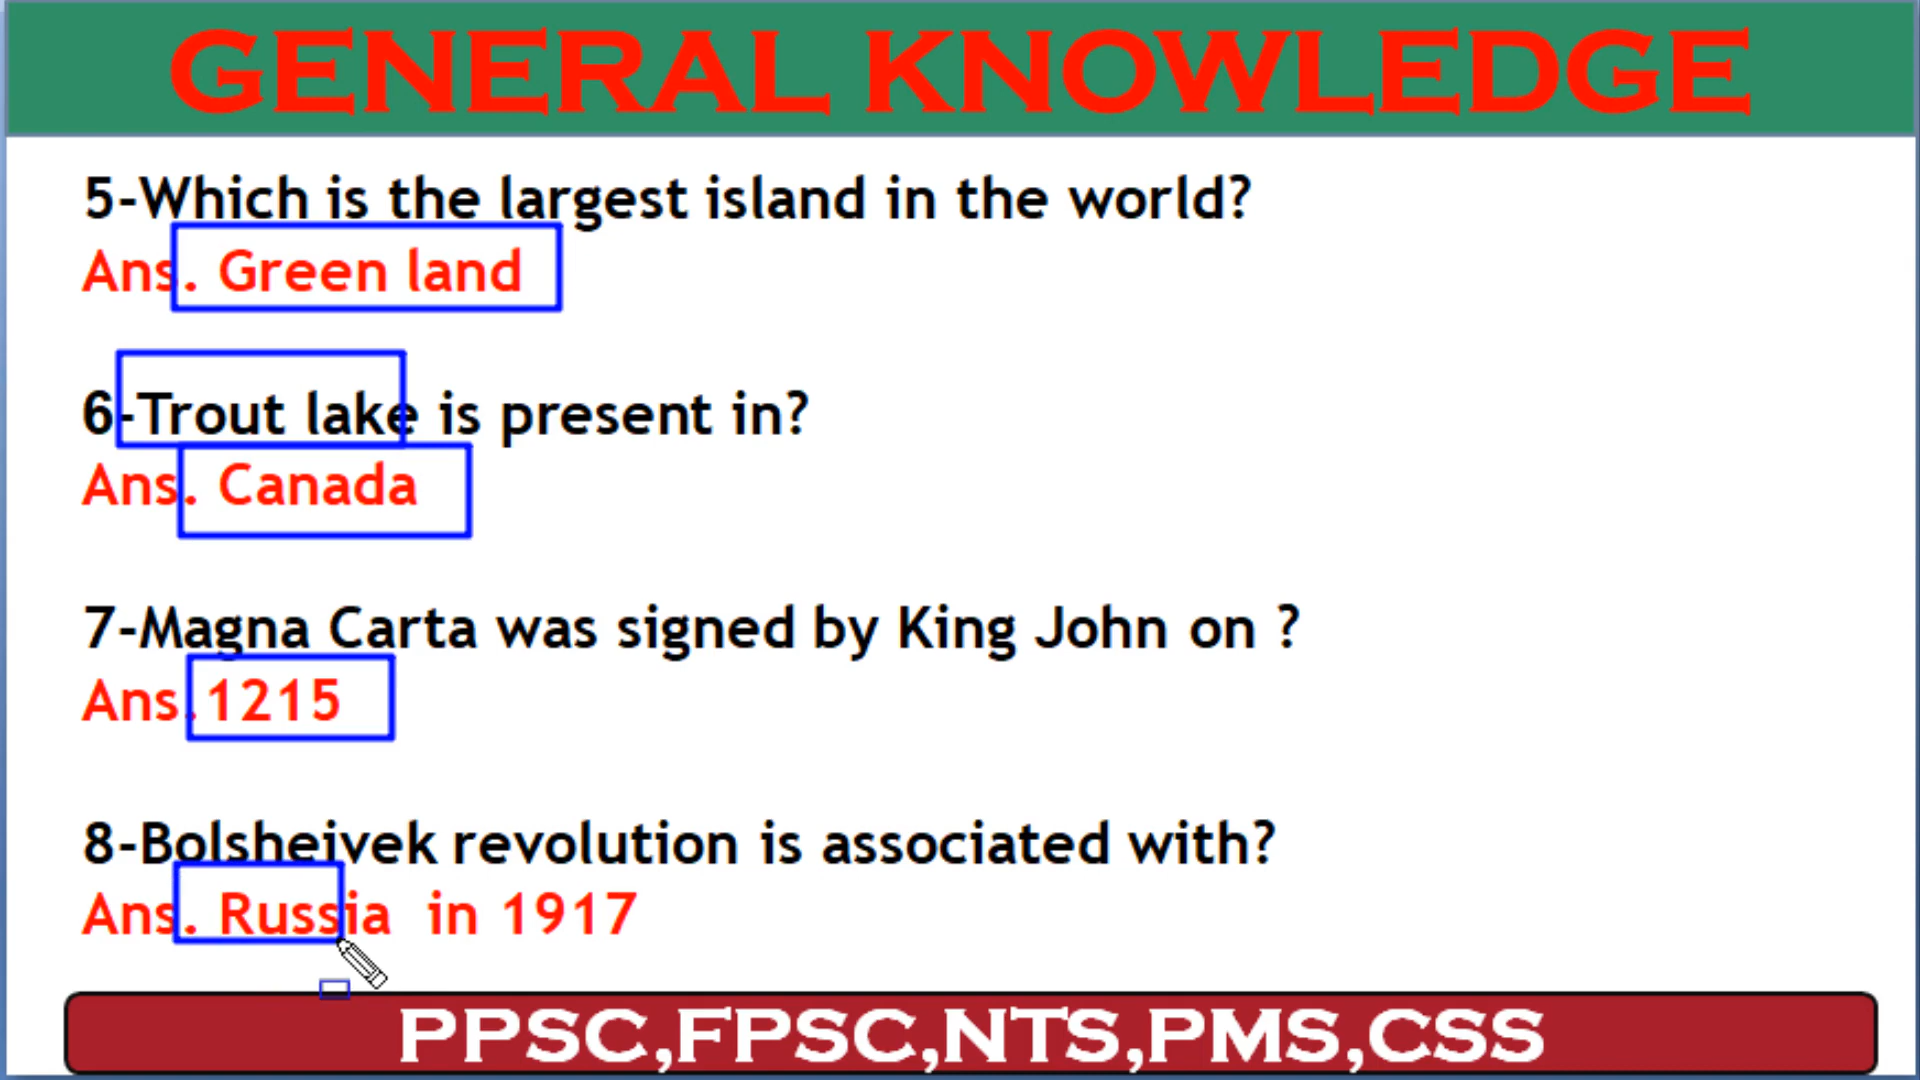 GENERAL KNOWLEDGE
5-Which is the largest island in the world?
Ans. Green land
6-Trout lake is present in?
Ans. Canada
7-Magna Carta was signed by King John on ?
Ans.1215
8-Bolsheivek revolution is associated with?
Ans. Russia in 1917
PPSC,FPSC,NTS,PMS,CSS